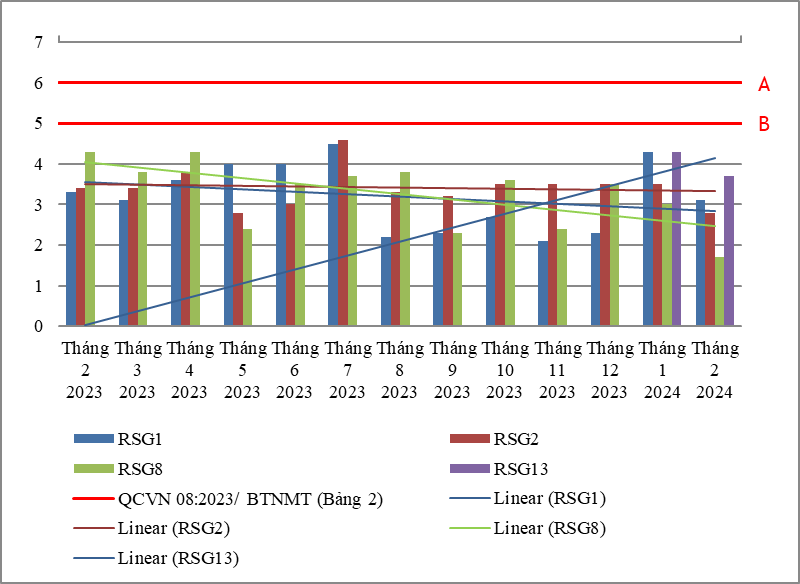 7
6
A
5
B
4
3
2
1
0
Tháng Tháng Tháng Tháng Tháng Tháng Tháng Tháng Tháng Tháng Tháng Tháng Tháng
2 3 4 5 6 7 8 9 10 11 12 1 2
2023 2023 2023 2023 2023 2023 2023 2023 2023 2023 2023 2024 2024
RSG1 RSG2
RSG8 RSG13
QCVN 08:2023/ BTNMT (Bảng 2) Linear (RSG1)
Linear (RSG2) Linear (RSG8)
Linear (RSG13)